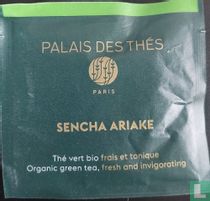 PALAIS DES THÉS
PARIS
SENCHA ARIAKE
Thé vert bio frais et tonique
Organic green tea, fresh and invigorating